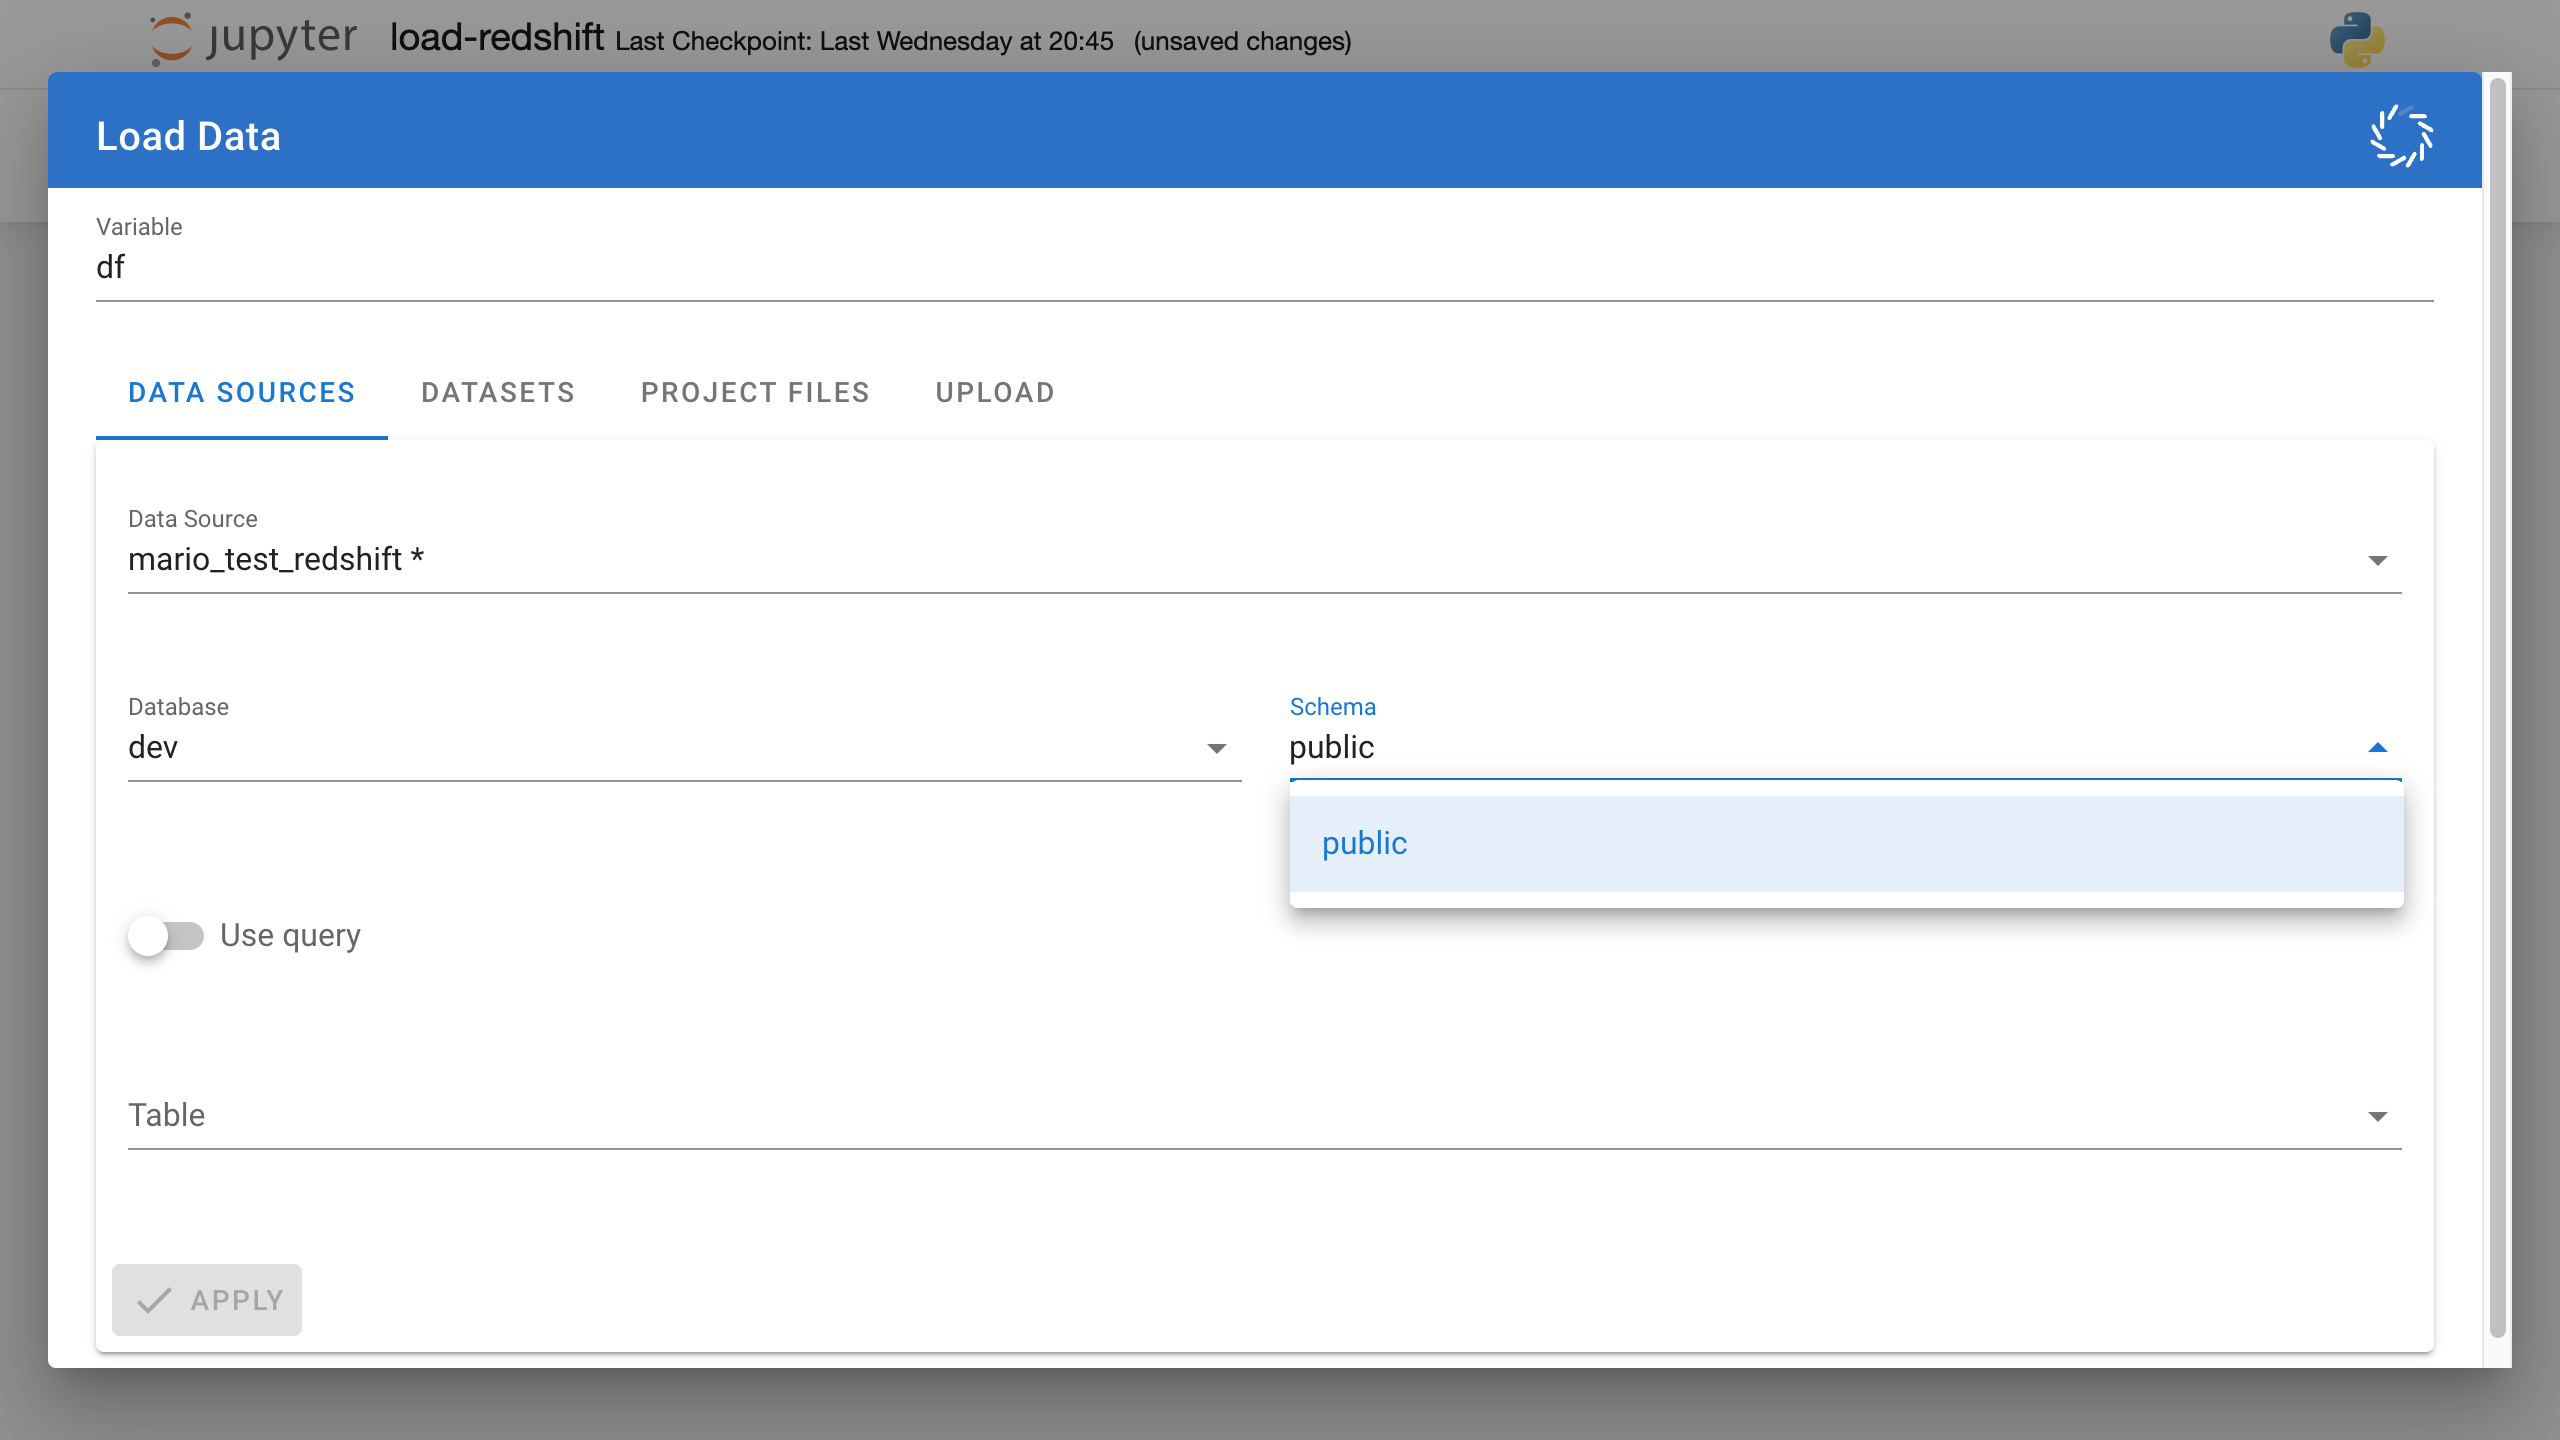 jupyter load-redshift Last Checkpoint: Last Wednesday at 20:45 (unsaved changes)
Load Data
Variable
df
DATA SOURCES DATASETS PROJECT FILES UPLOAD
Data Source
mario_test_redshift *
Database Schema
dev public
public
Use query
Table
APPLY